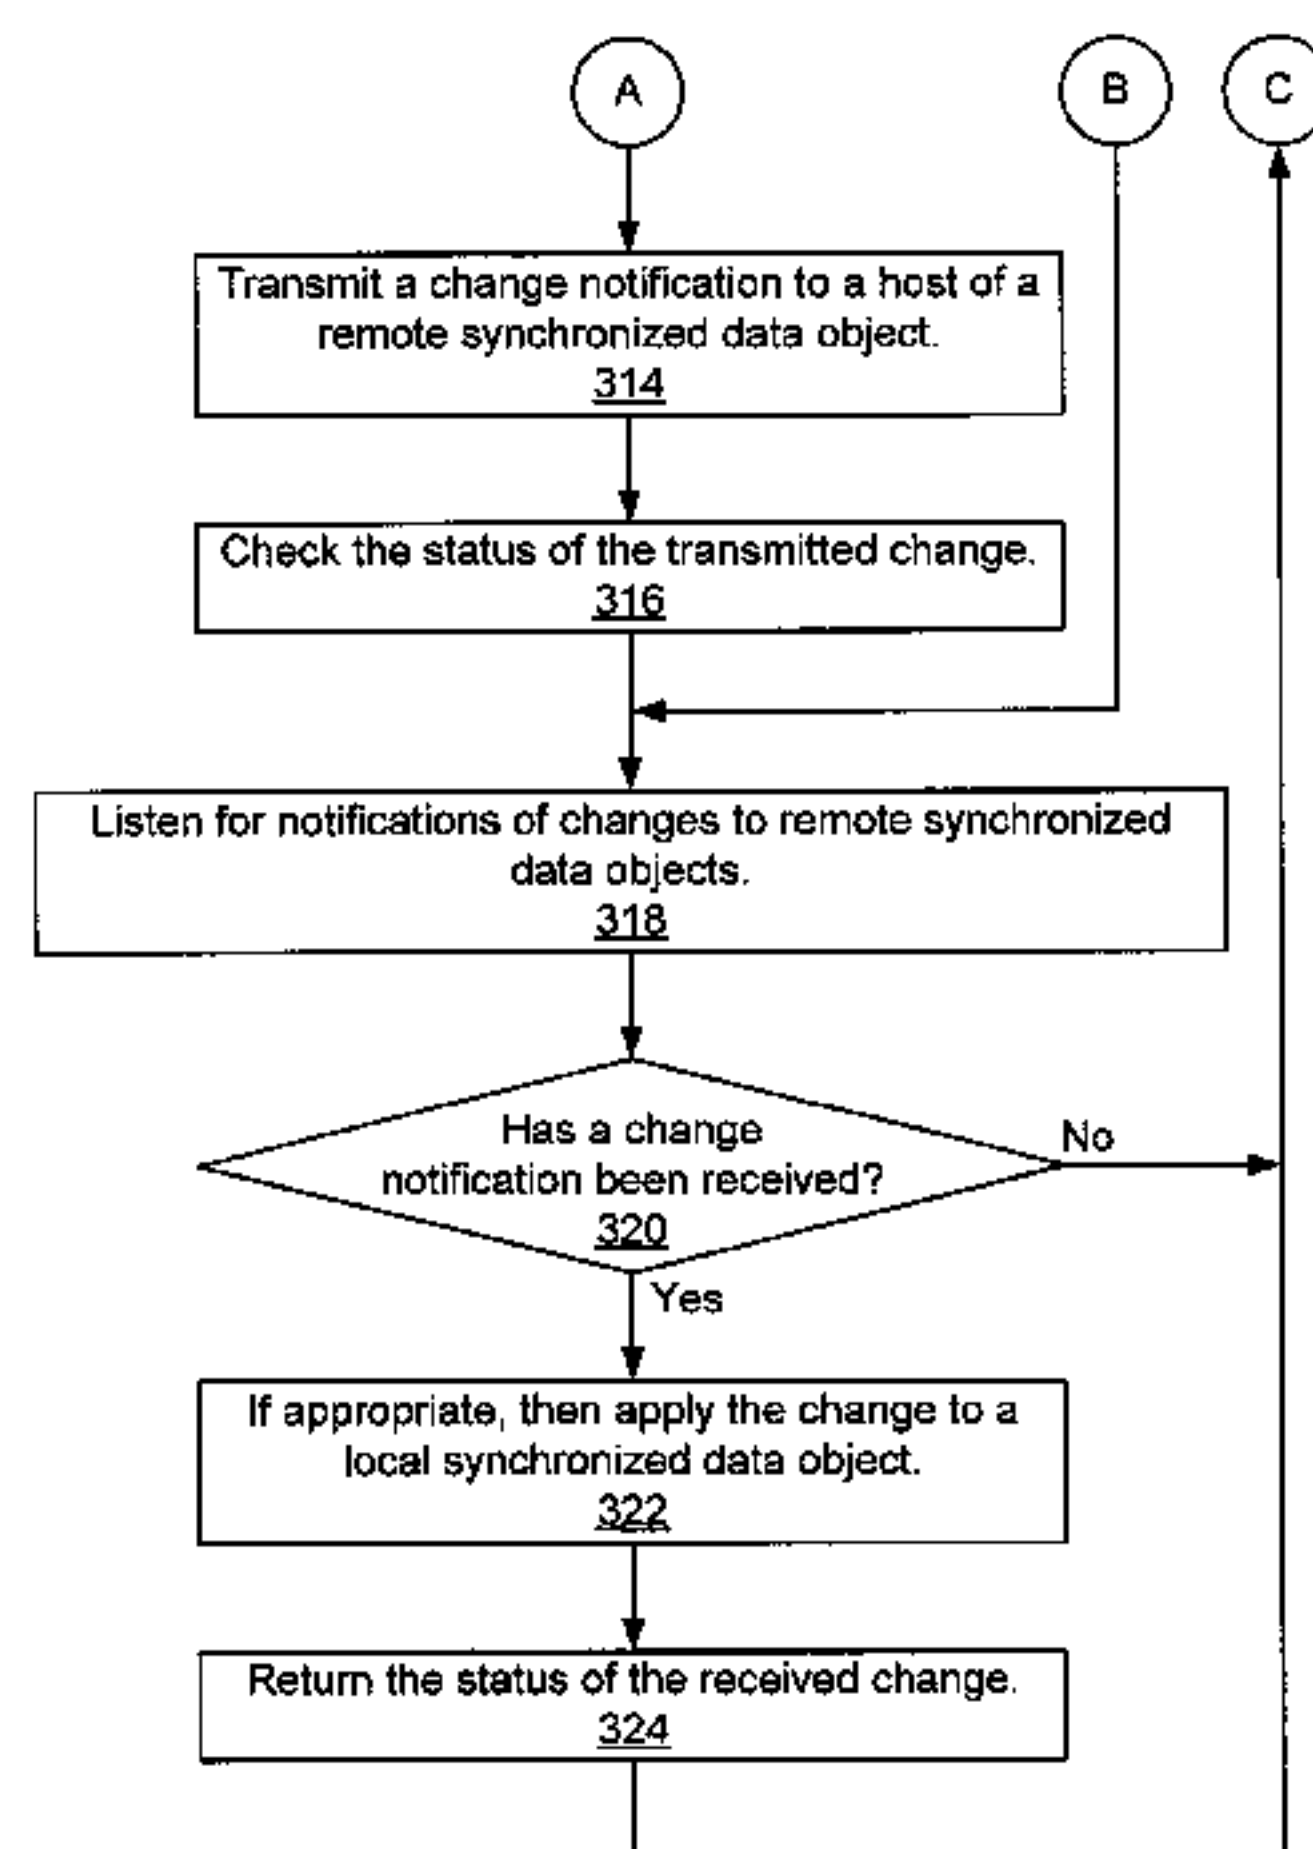 A
B
C
Transmit a change notification to a host of a
remote synchronized data object.
314
Check the status of the transmitted change.
316
Listen for notifications of changes to remote synchronized
data objects.
318
Has a change
notification been received?
320
No
Yes
If appropriate, then apply the change to a
local synchronized data object.
322
Return the status of the received change.
324